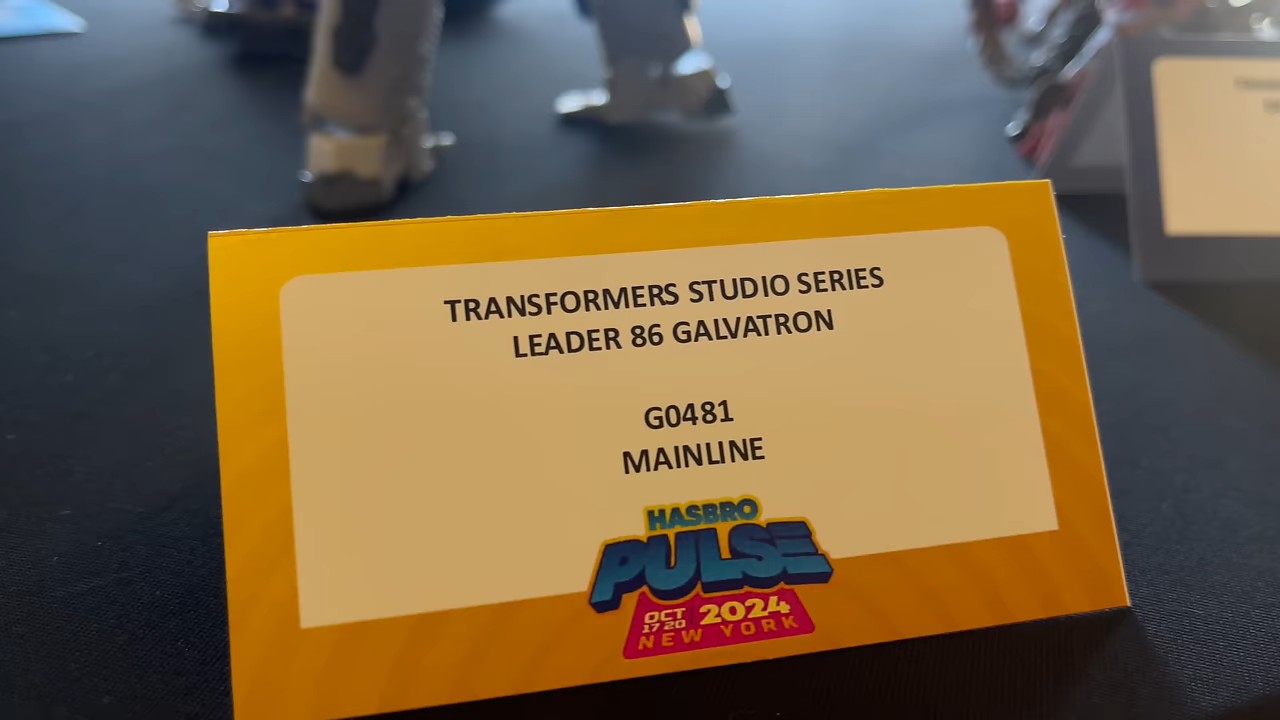 TRANSFORMERS STUDIO SERIES
LEADER 86 GALVATRON
G0481
MAINLINE
HASBRO
PULSE
OCT
17 20
2024
NEW YORK